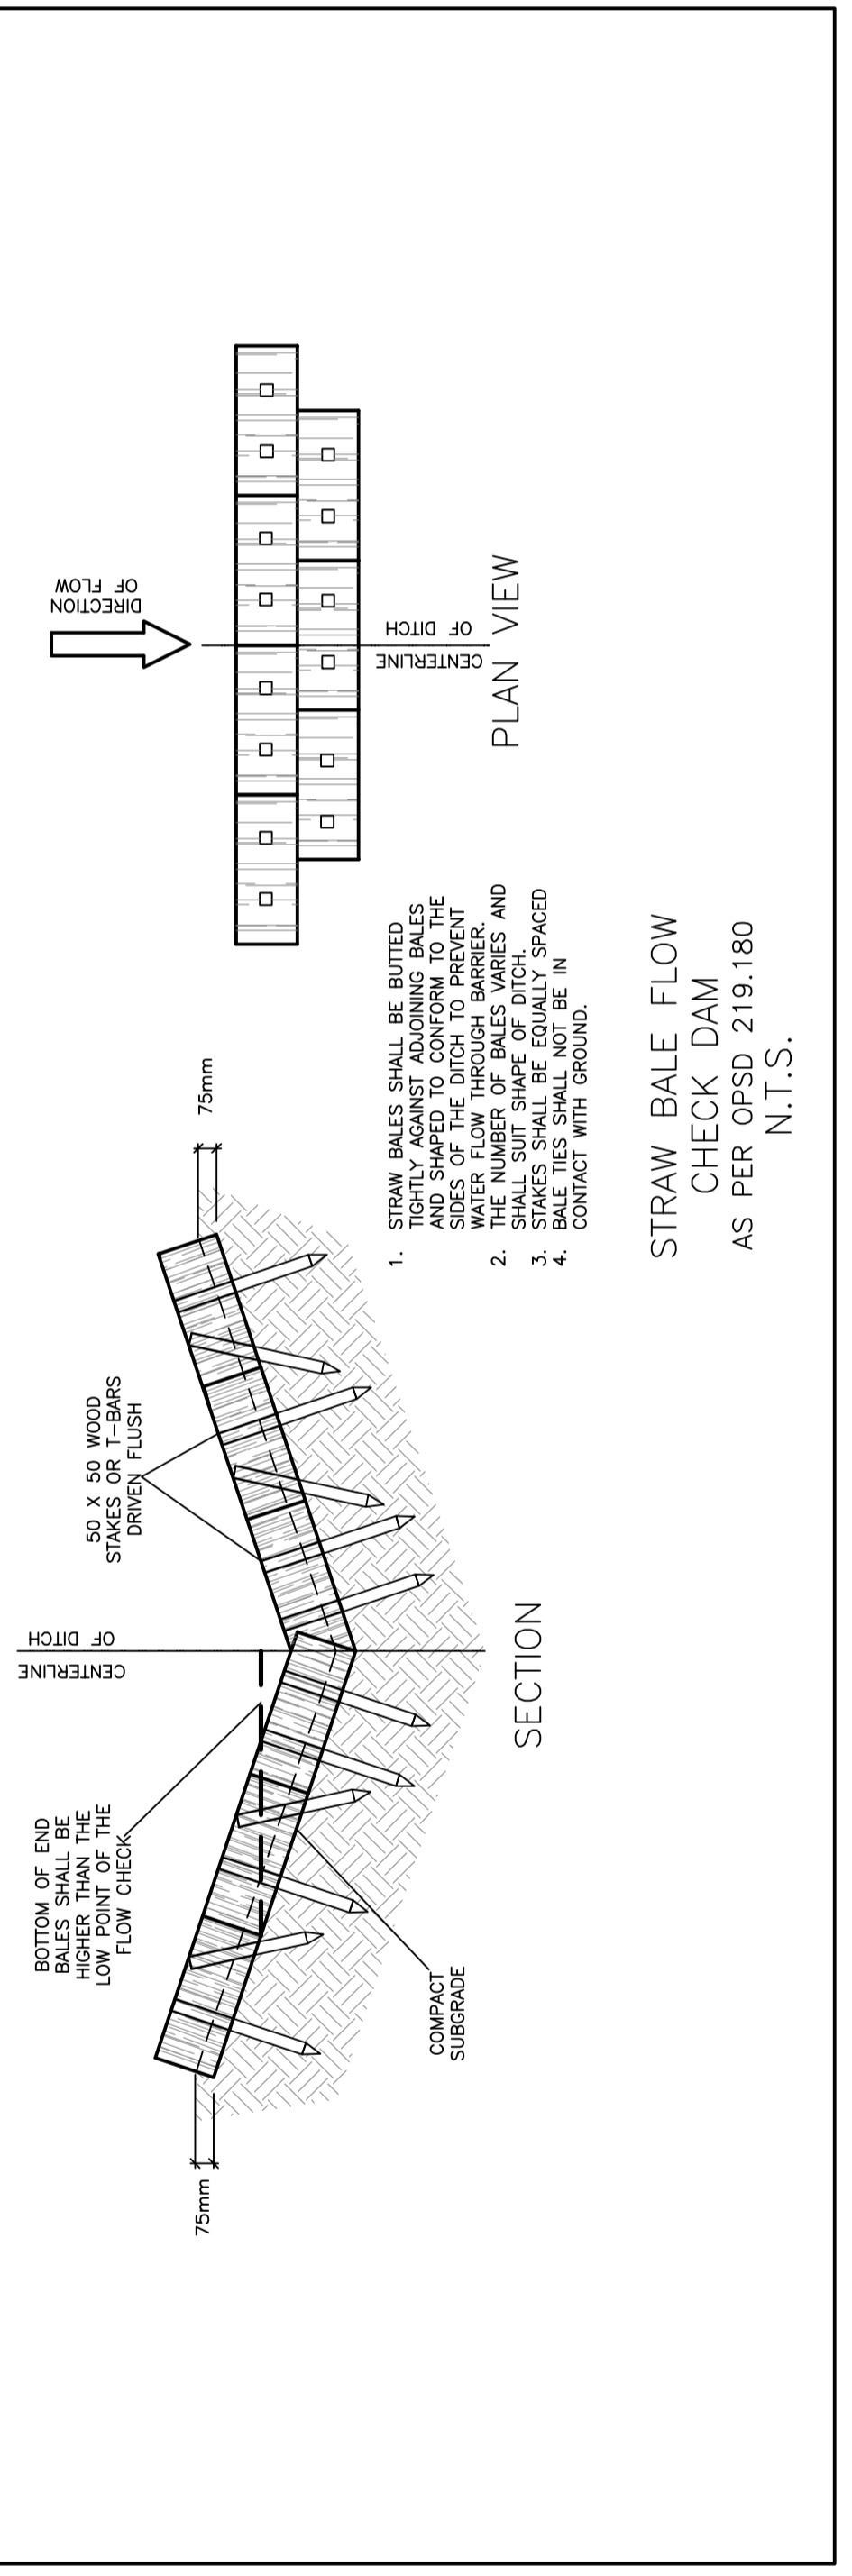 BOTTOM OF END
BALES SHALL BE
HIGHER THAN THE
LOW POINT OF THE
FLOW CHECK
CENTERLINE
OF DITCH
50 X 50 WOOD
STAKES OR T-BARS
DRIVEN FLUSH
75mm
75mm
COMPACT
SUBGRADE
SECTION
DIRECTION
OF FLOW
CENTERLINE
OF DITCH
PLAN VIEW
1. STRAW BALES SHALL BE BUTTED
TIGHTLY AGAINST ADJOINING BALES
AND SHAPED TO CONFORM TO THE
SIDES OF THE DITCH TO PREVENT
WATER FLOW THROUGH BARRIER.
2. THE NUMBER OF BALES VARIES AND
SHALL SUIT SHAPE OF DITCH.
3. STAKES SHALL BE EQUALLY SPACED
4. BALE TIES SHALL NOT BE IN
CONTACT WITH GROUND.
STRAW BALE FLOW
CHECK DAM
AS PER OPSD 219.180
N.T.S.